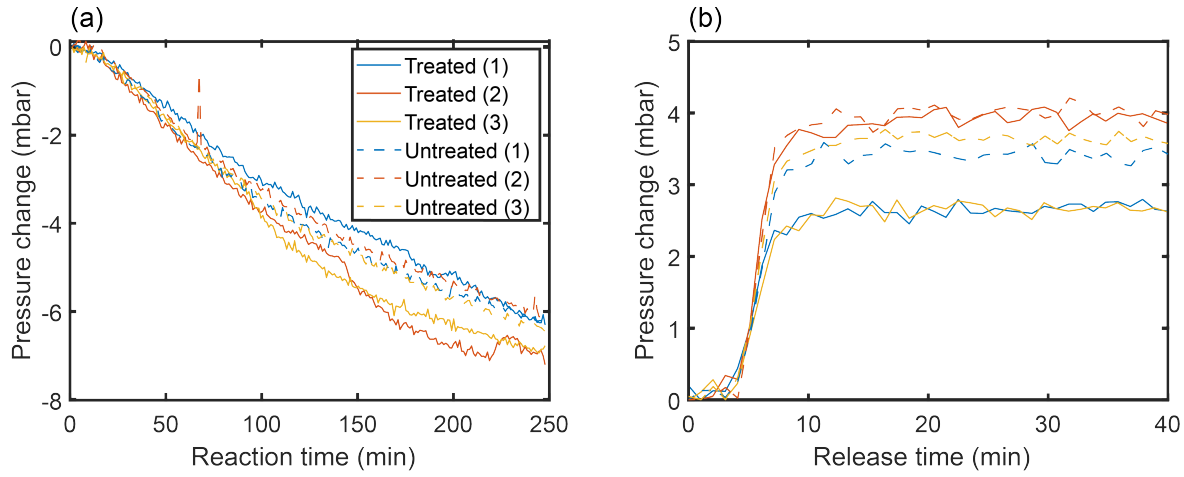 (a)
Pressure change (mbar)
0
-2
-4
-6
-8
0 50 100 150 200 250
Reaction time (min)
Treated (1)
Treated (2)
Treated (3)
Untreated (1)
Untreated (2)
Untreated (3)
(b)
Pressure change (mbar)
5
4
3
2
1
0
0 10 20 30 40
Release time (min)